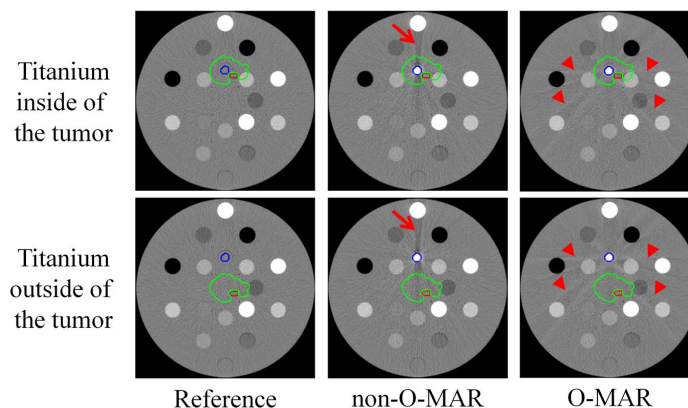 Titanium
inside of
the tumor
Titanium
outside of
the tumor
Reference
non-O-MAR
O-MAR